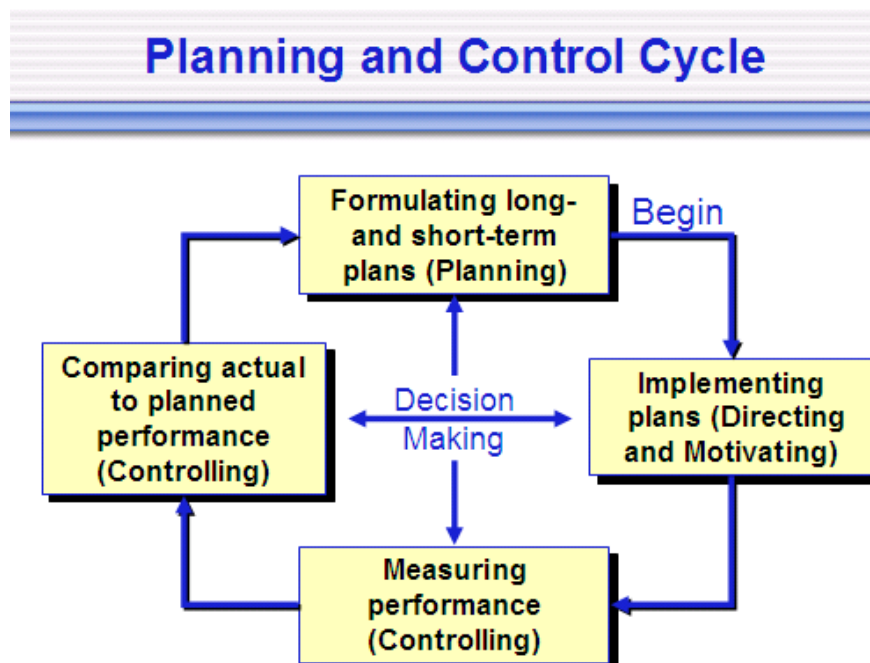 Planning and Control Cycle
Formulating long-
and short-term
plans (Planning)
Begin
Implementing
plans (Directing
and Motivating)
Measuring
performance
(Controlling)
Comparing actual
to planned
performance
(Controlling)
Decision
Making